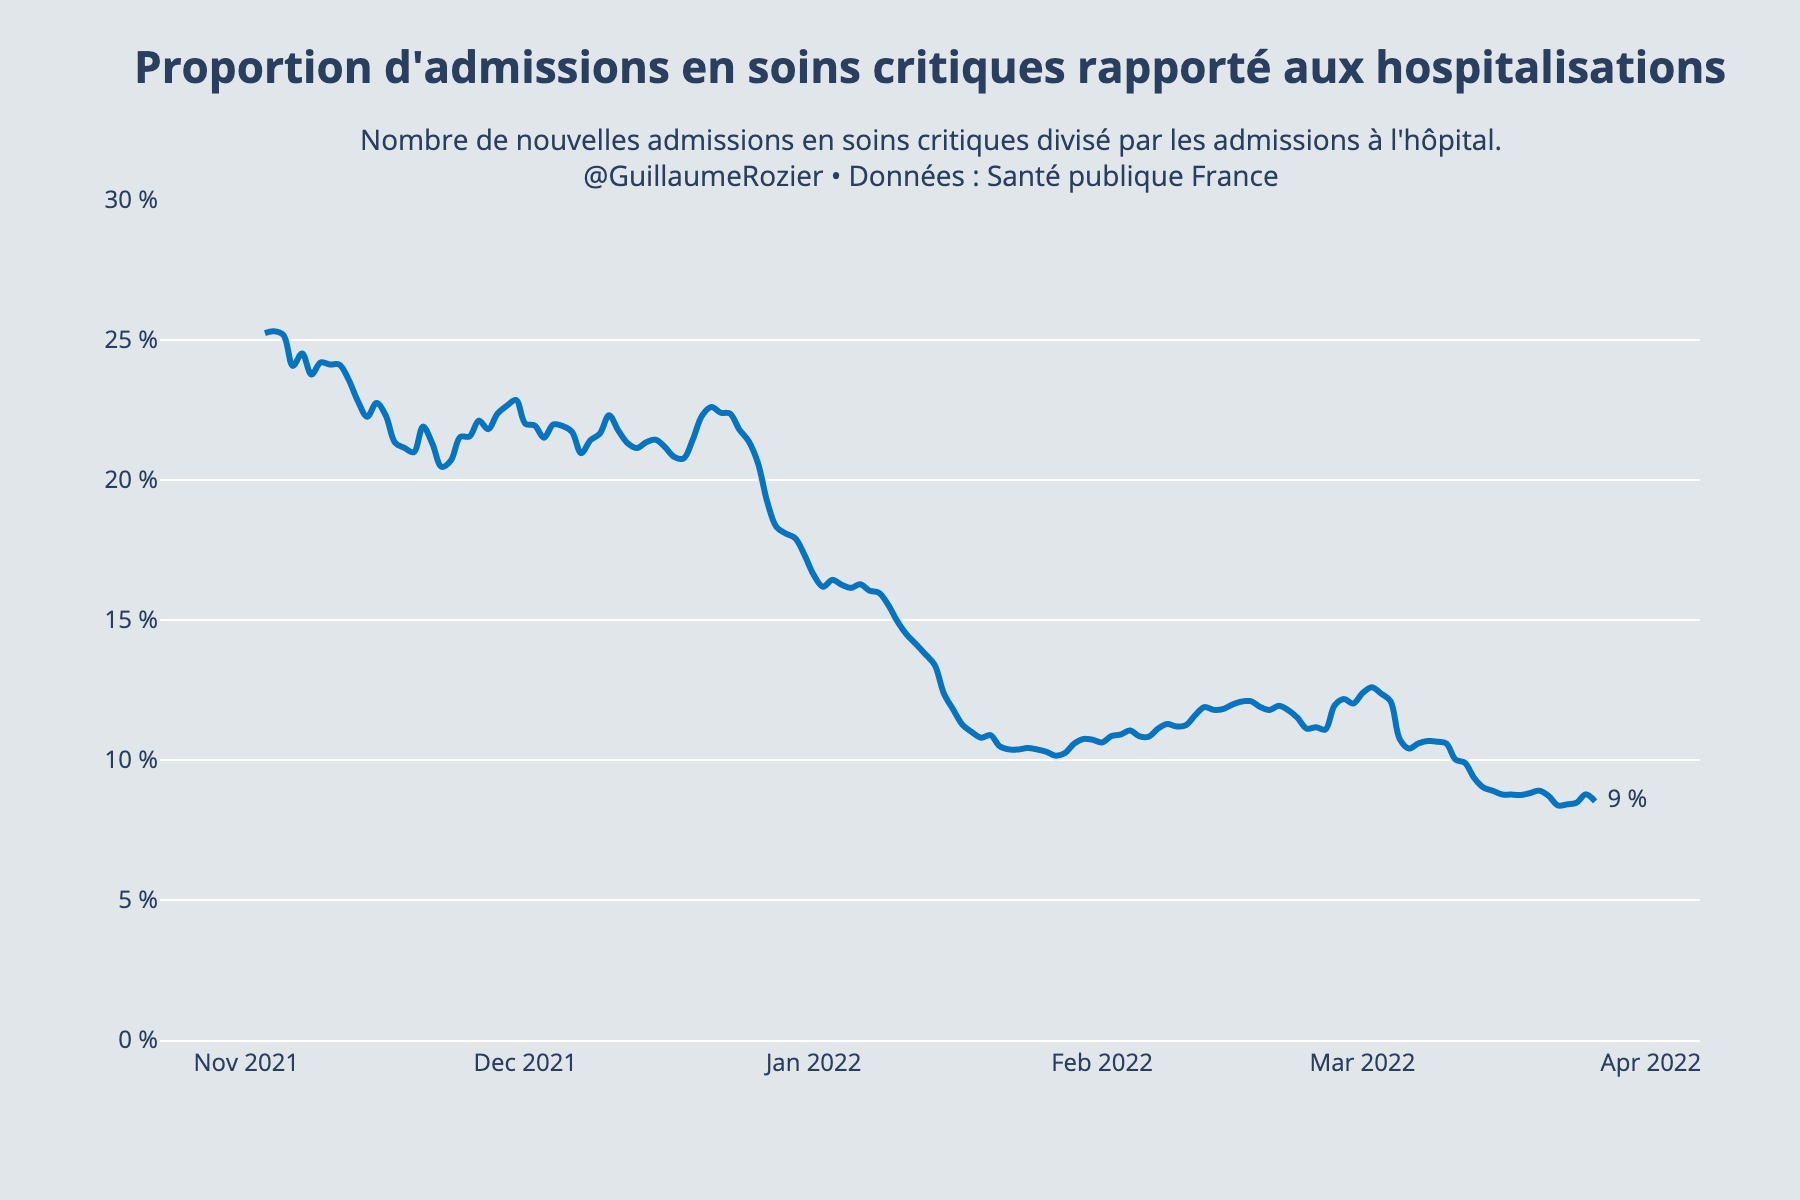 Proportion d'admissions en soins critiques rapporté aux hospitalisations
Nombre de nouvelles admissions en soins critiques divisé par les admissions à l'hôpital.
@GuillaumeRozier • Données : Santé publique France
30 %
25 %
20 %
15 %
10 %
9 %
5 %
0 %
Nov 2021 Dec 2021 Jan 2022 Feb 2022 Mar 2022 Apr 2022